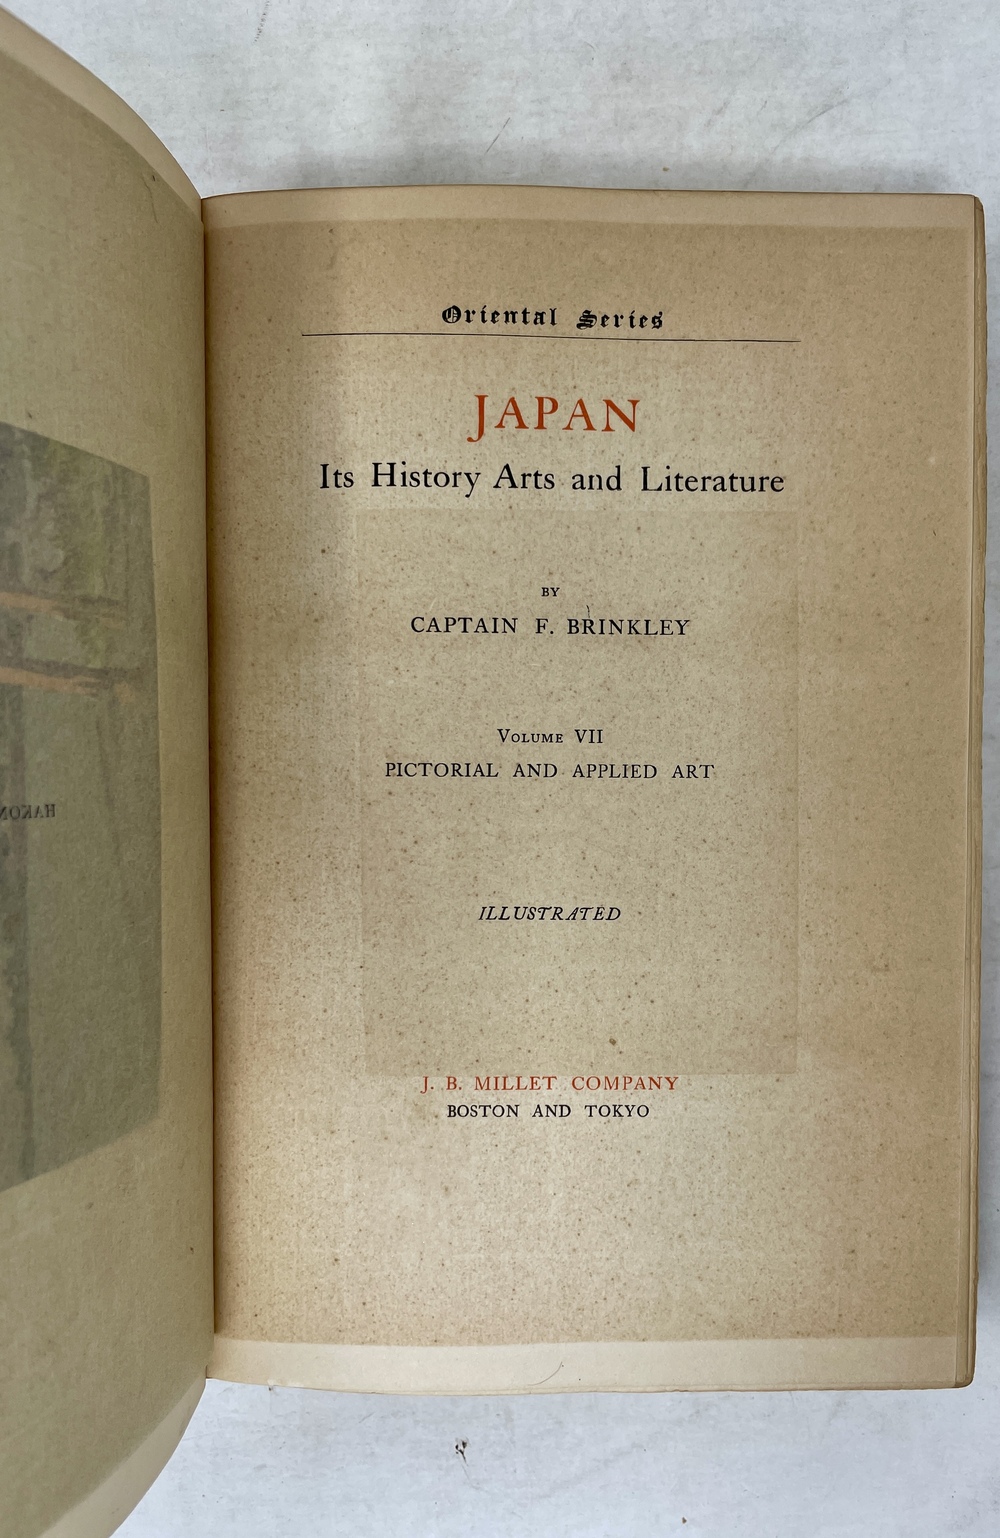 Oriental Series
JAPAN
Its History Arts and Literature
BY
CAPTAIN F. BRINKLEY
VOLUME VII
PICTORIAL AND APPLIED ART
ILLUSTRATED
J. B. MILLET COMPANY
BOSTON AND TOKYO